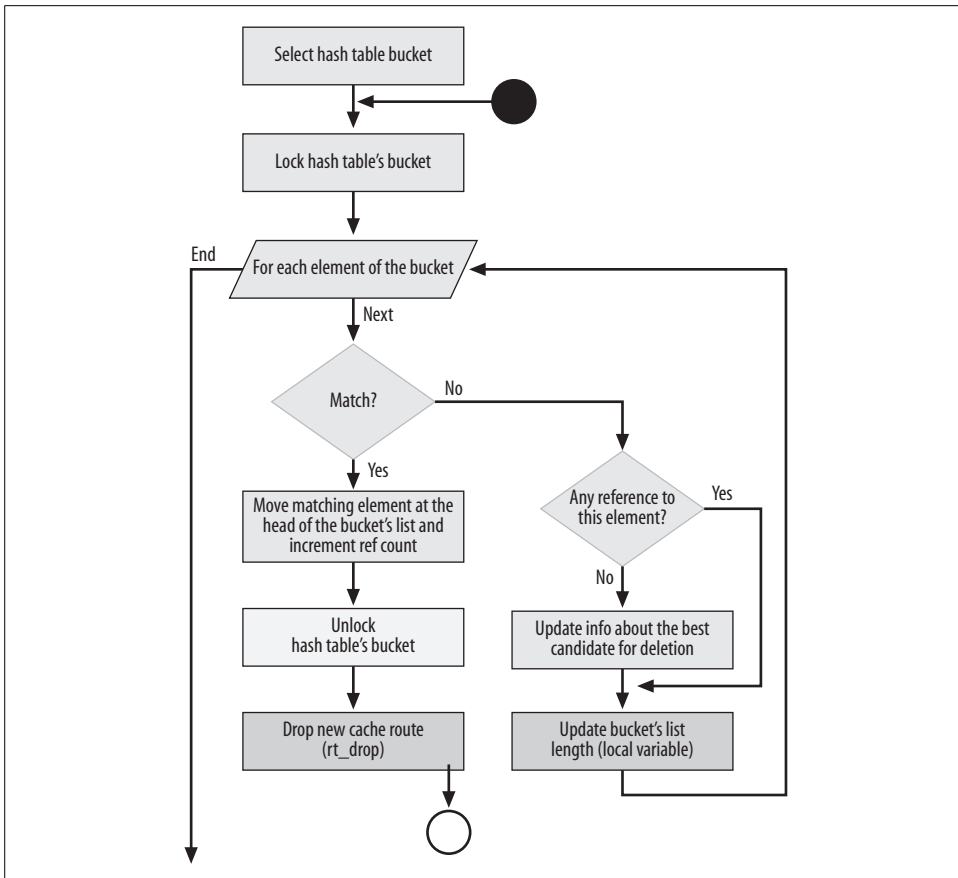 Select hash table bucket
Lock hash table's bucket
End
For each element of the bucket
Next
Match?
No
Yes
Any reference to
this element?
Yes
Move matching element at the
head of the bucket's list and
increment ref count
No
Unlock
hash table's bucket
Update info about the best
candidate for deletion
Drop new cache route
(rt_drop)
Update bucket's list
length (local variable)